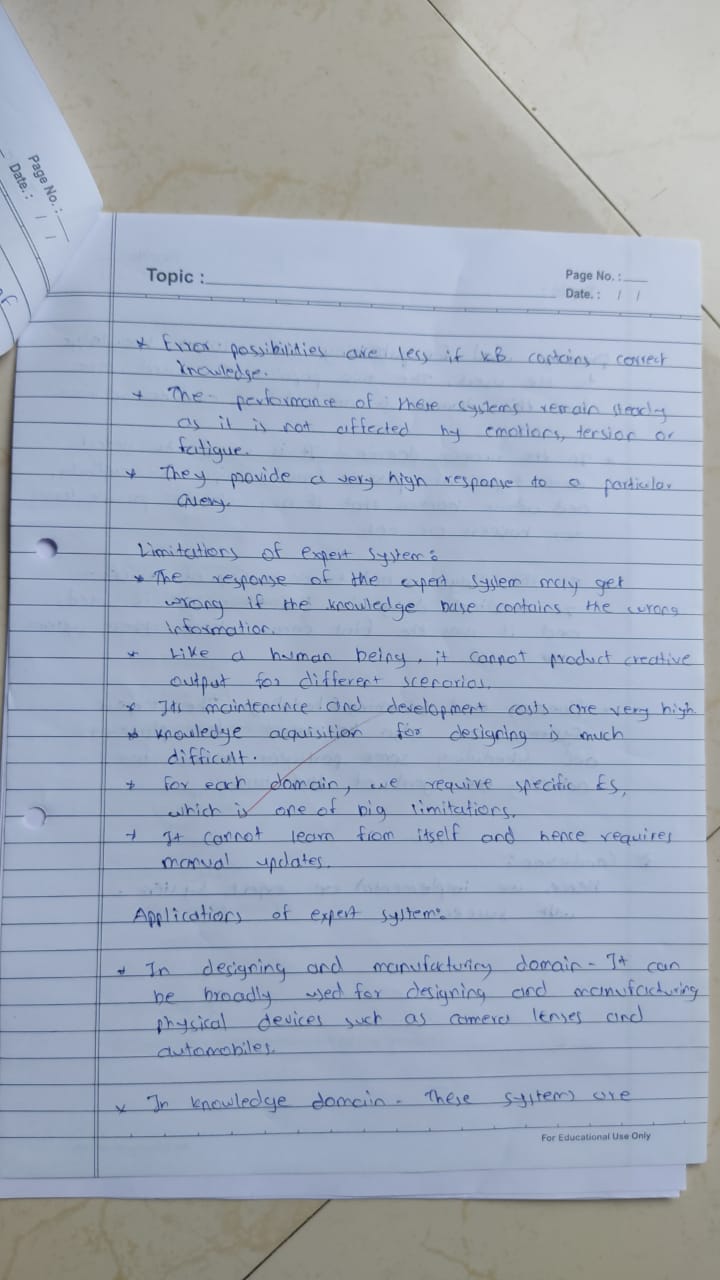 Page No. :
Date. : / /
of
Topic :
Page No. :
Date. : / /
* Error possibilities are less if KB contains, correct
knowledge.
* The performance of these systems remain steady
as it is not affected by emotions, tension or
fatigue.
* They provide a very high response to a particular
Query.
Limitations of expert system:
* The response of the expert system may get
wrong if the knowledge base contains the wrong
information.
* Like a human being, it cannot product creative
output for different scenarios.
* Its maintenance and development costs are very high
* knowledge acquisition for designing is much
difficult.
* for each domain, we require specific ES,
which is one of big limitations.
* It cannot learn from itself and hence requires
manual updates.
Applications of expert system:
* In designing and manufacturing domain - It can
be broadly used for designing and manufacturing
physical devices such as camera lenses and
automobiles.
* In knowledge domain - These systems are
For Educational Use Only